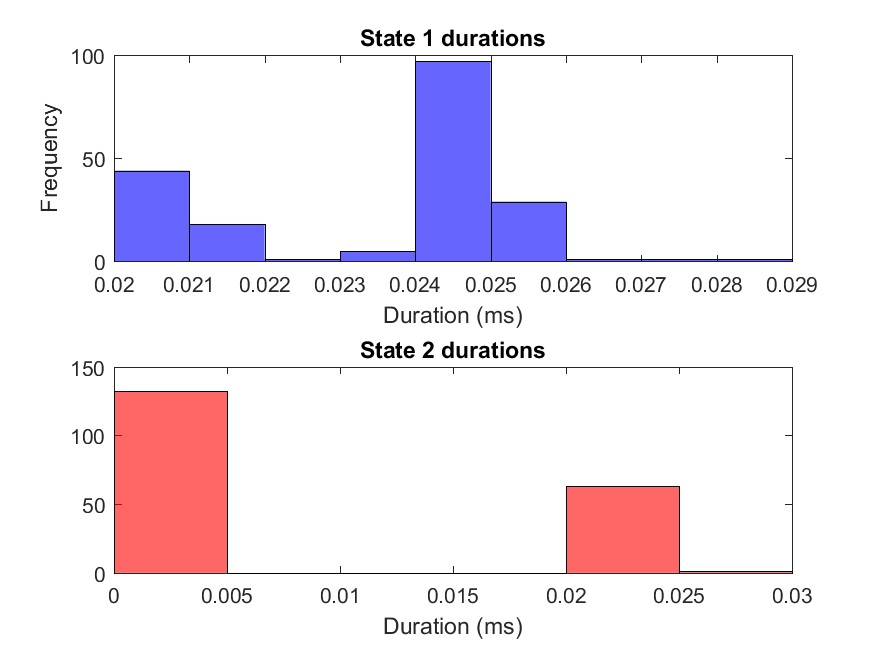 State 1 durations
100
50
0
Frequency
0.02 0.021 0.022 0.023 0.024 0.025 0.026 0.027 0.028 0.029
Duration (ms)
State 2 durations
150
100
50
0
0 0.005 0.01 0.015 0.02 0.025 0.03
Duration (ms)